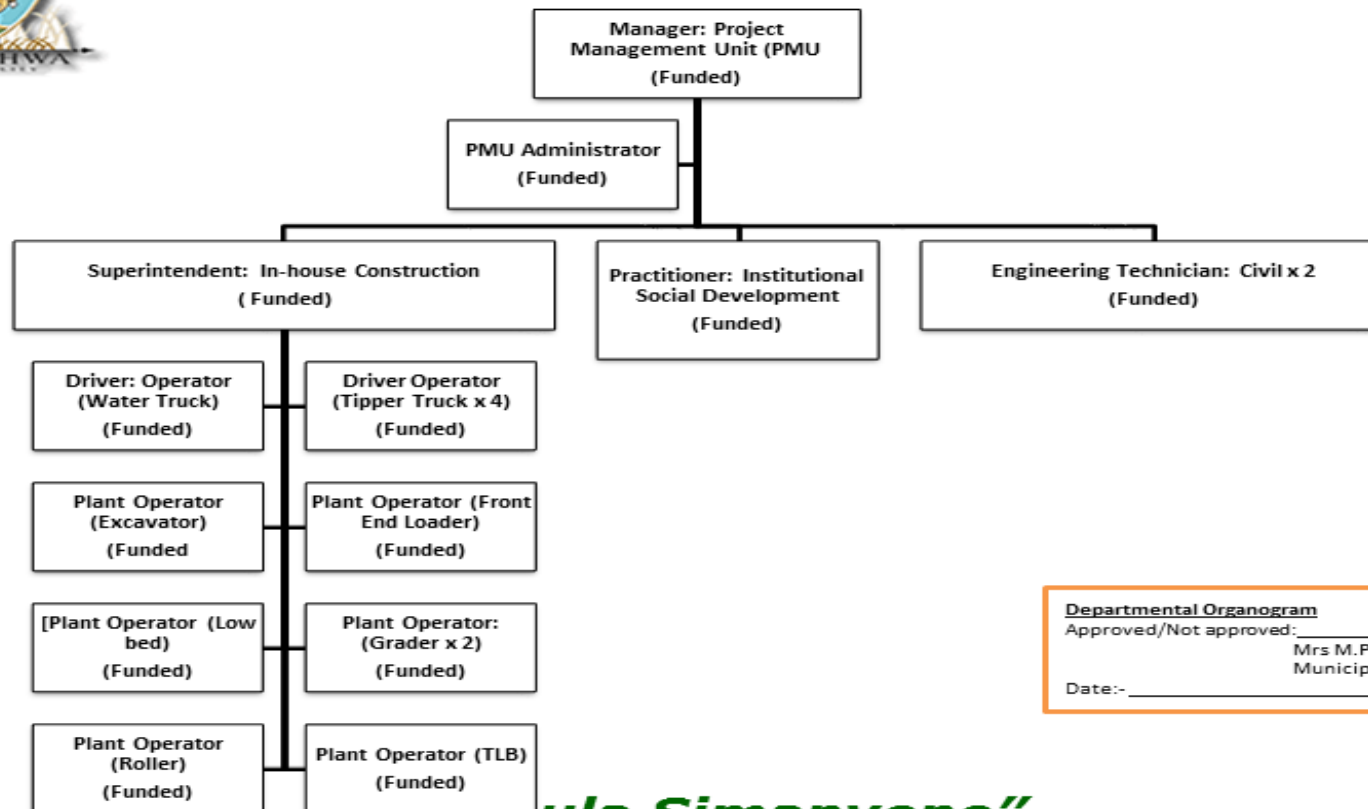 Manager: Project
Management Unit (PMU
(Funded)
PMU Administrator
(Funded)
Superintendent: In-house Construction
( Funded)
Practitioner: Institutional
Social Development
(Funded)
Engineering Technician: Civil x 2
(Funded)
Driver: Operator
(Water Truck)
(Funded)
Driver Operator
(Tipper Truck x 4)
(Funded)
Plant Operator
(Excavator)
(Funded
Plant Operator (Front
End Loader)
(Funded)
[Plant Operator (Low
bed)
(Funded)
Plant Operator:
(Grader x 2)
(Funded)
Plant Operator
(Roller)
(Funded)
Plant Operator (TLB)
(Funded)
Departmental Organogram
Approved/Not approved:
Mrs M.P
Municip
Date:-
Simanyene"